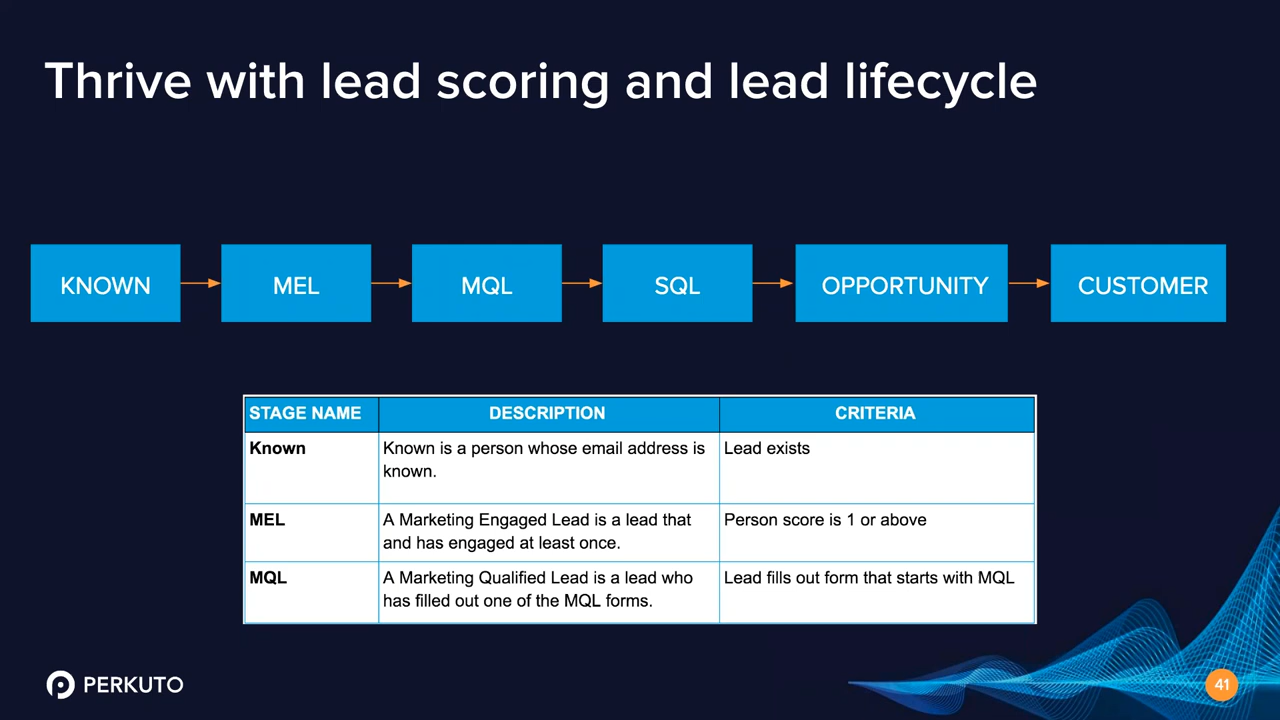 Thrive with lead scoring and lead lifecycle
KNOWN
MEL
MQL
SQL
OPPORTUNITY
CUSTOMER
STAGE NAME
DESCRIPTION
CRITERIA
Known
Known is a person whose email address is
known.
Lead exists
MEL
A Marketing Engaged Lead is a lead that
and has engaged at least once.
Person score is 1 or above
MQL
A Marketing Qualified Lead is a lead who
has filled out one of the MQL forms.
Lead fills out form that starts with MQL
PERKUTO
41